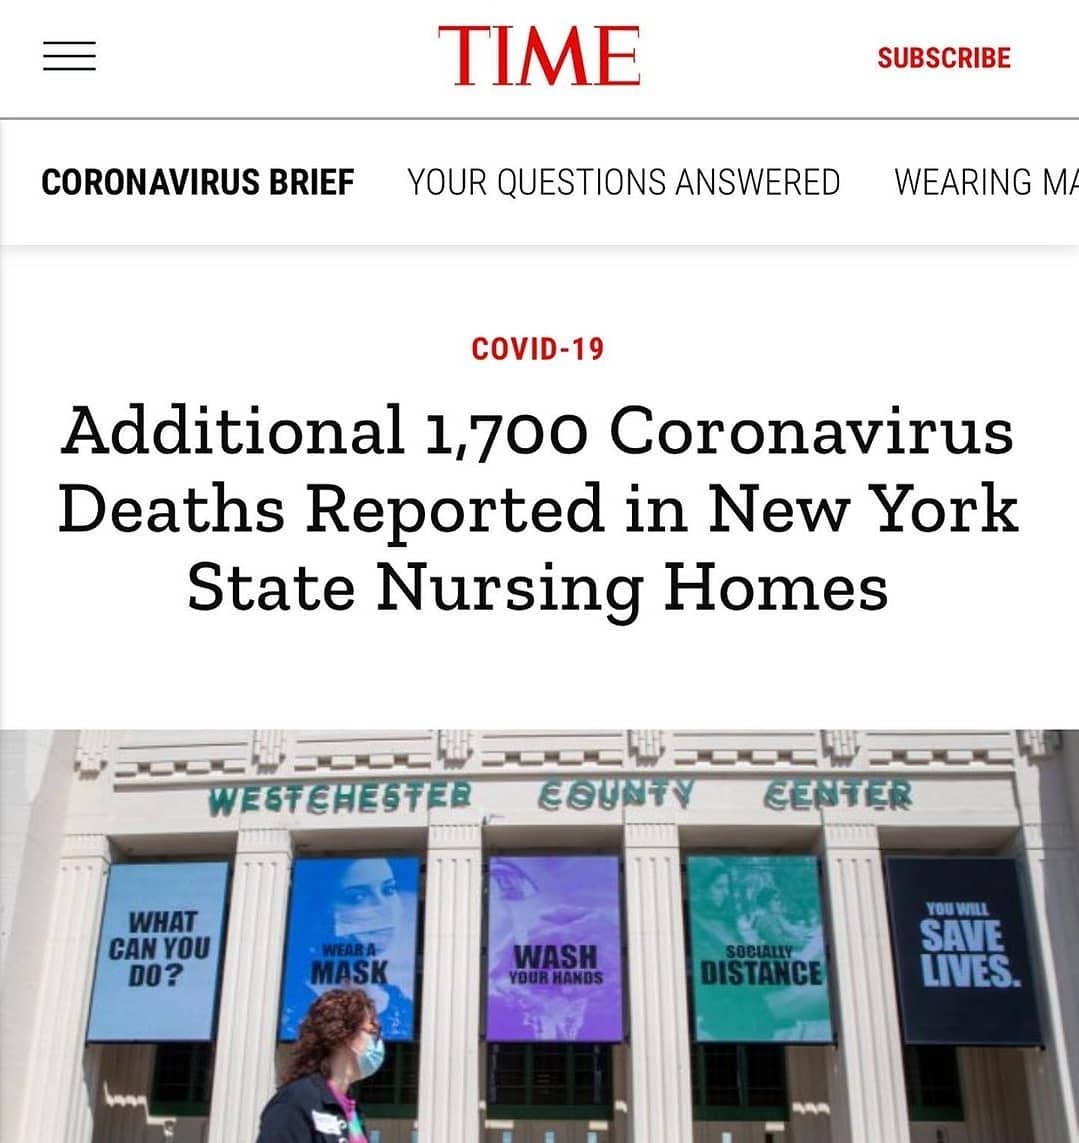 TIME
SUBSCRIBE
CORONAVIRUS BRIEF YOUR QUESTIONS ANSWERED WEARING MA
COVID-19
Additional 1,700 Coronavirus
Deaths Reported in New York
State Nursing Homes
WESTCHESTER COUNTY CENTER
WHAT
CAN YOU
DO?
WEAR A
MASK
WASH
YOUR HANDS
SOCIALLY
DISTANCE
YOU WILL
SAVE
LIVES.